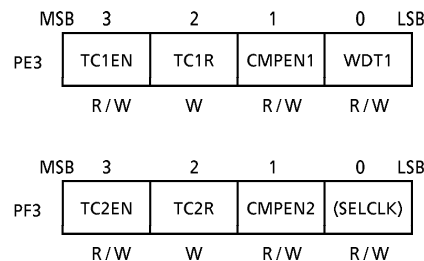 MSB 3 2 1 0 LSB
PE3 TC1EN TC1R CMPEN1 WDT1
R/W W R/W R/W
MSB 3 2 1 0 LSB
PF3 TC2EN TC2R CMPEN2 (SELCLK)
R/W W R/W R/W